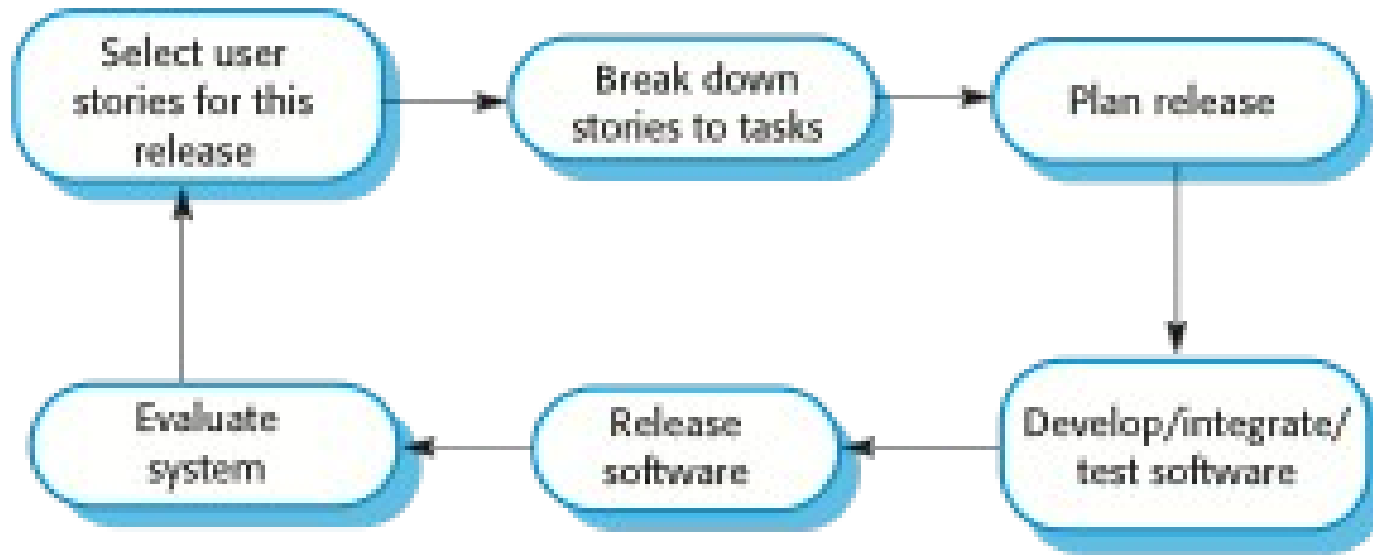 Select user
stories for this
release
Break down
stories to tasks
Plan release
Evaluate
system
Release
software
Develop/integrate/
test software